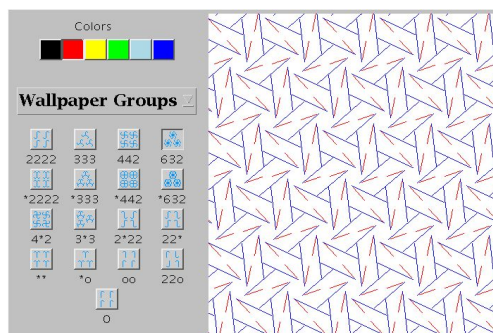 Colors
Wallpaper Groups
2222 333 442 632
*2222 *333 *442 *632
4*2 3*3 2*22 22*
** *o oo 22o
O